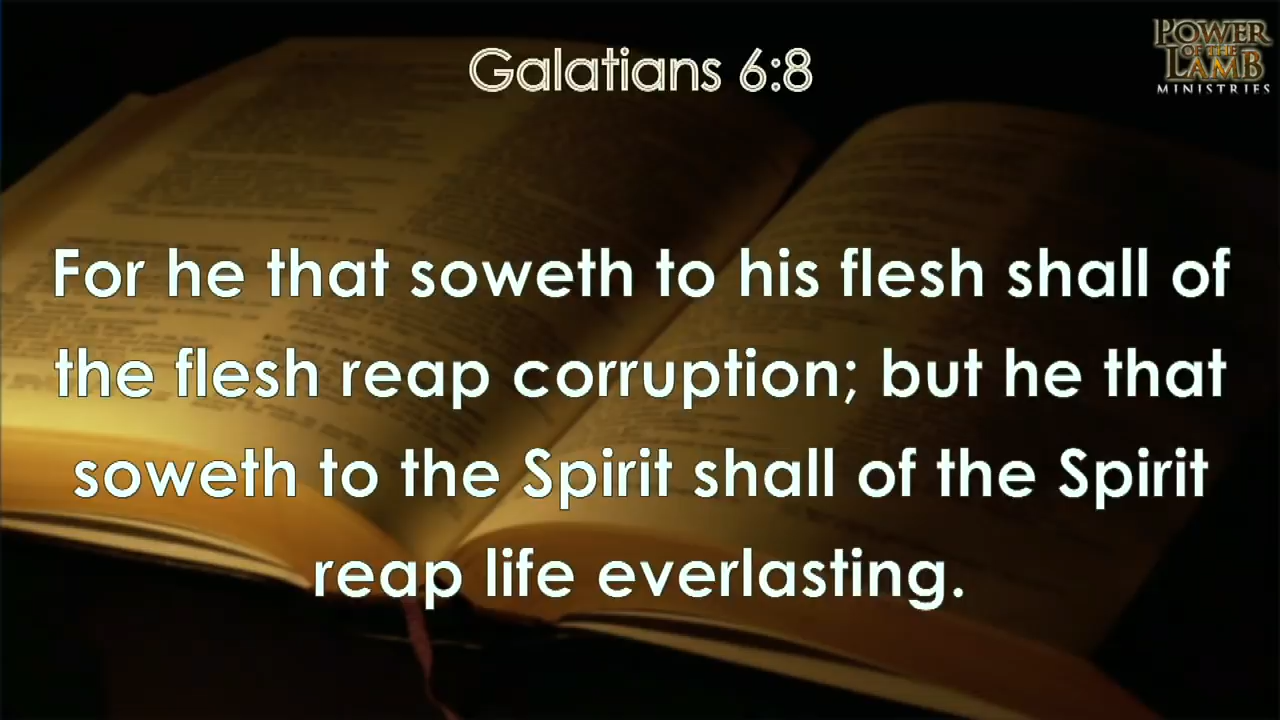 Galatians 6:8
POWER
OF THE
LAMB
MINISTRIES
For he that soweth to his flesh shall of
the flesh reap corruption; but he that
soweth to the Spirit shall of the Spirit
reap life everlasting.